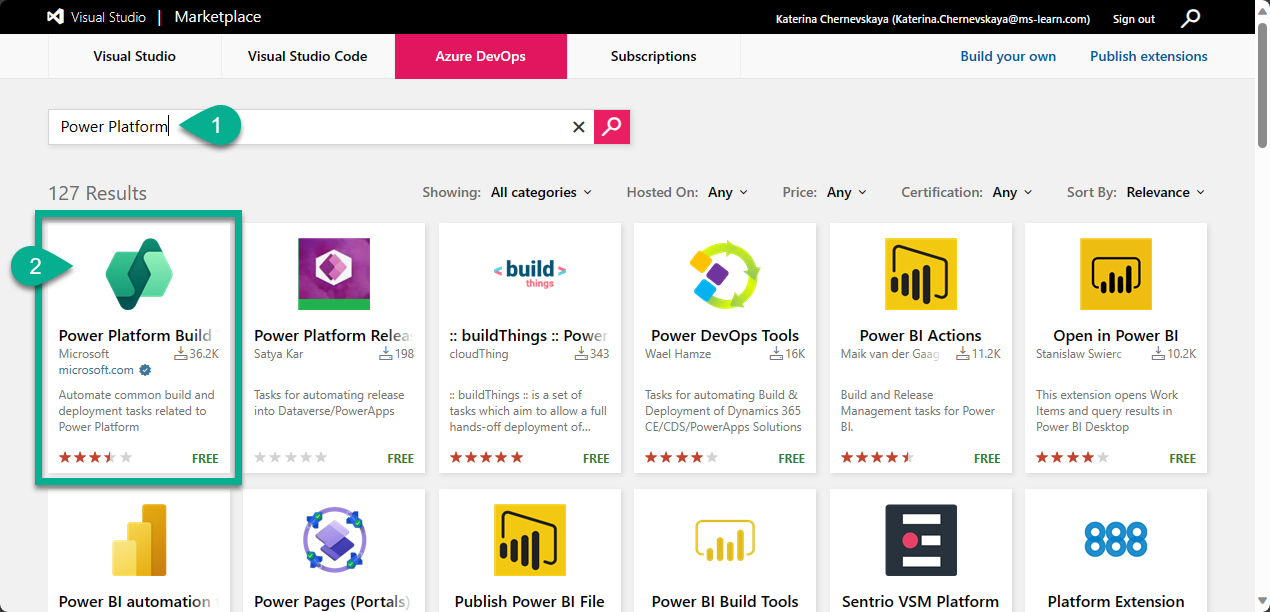 Visual Studio | Marketplace
Katerina Chernevskaya (Katerina.Chernevskaya@ms-learn.com) Sign out
Visual Studio Visual Studio Code Azure DevOps Subscriptions Build your own Publish extensions
Power Platform
1
127 Results Showing: All categories Hosted On: Any Price: Any Certification: Any Sort By: Relevance
2
Power Platform Build
Microsoft 36.2K
microsoft.com
Automate common build and
deployment tasks related to
Power Platform
FREE
Power Platform Relea
Satya Kar 198
Tasks for automating release
into Dataverse/PowerApps
FREE
<build>
things
:: buildThings :: Power
cloudThing 343
:: buildThings :: is a set of
tasks which aim to allow a full
hands-off deployment of...
FREE
Power DevOps Tools
Wael Hamze 16K
Tasks for automating Build &
Deployment of Dynamics 365
CE/CDS/PowerApps Solutions
FREE
Power BI Actions
Maik van der Gaag 11.2K
Build and Release
Management tasks for Power
BI.
FREE
Open in Power BI
Stanislaw Swierc 10.2K
This extension opens Work
Items and query results in
Power BI Desktop
FREE
Power BI automation
Power Pages (Portals)
Publish Power BI File
Power BI Build Tools
Sentrio VSM Platform
888
Platform Extension